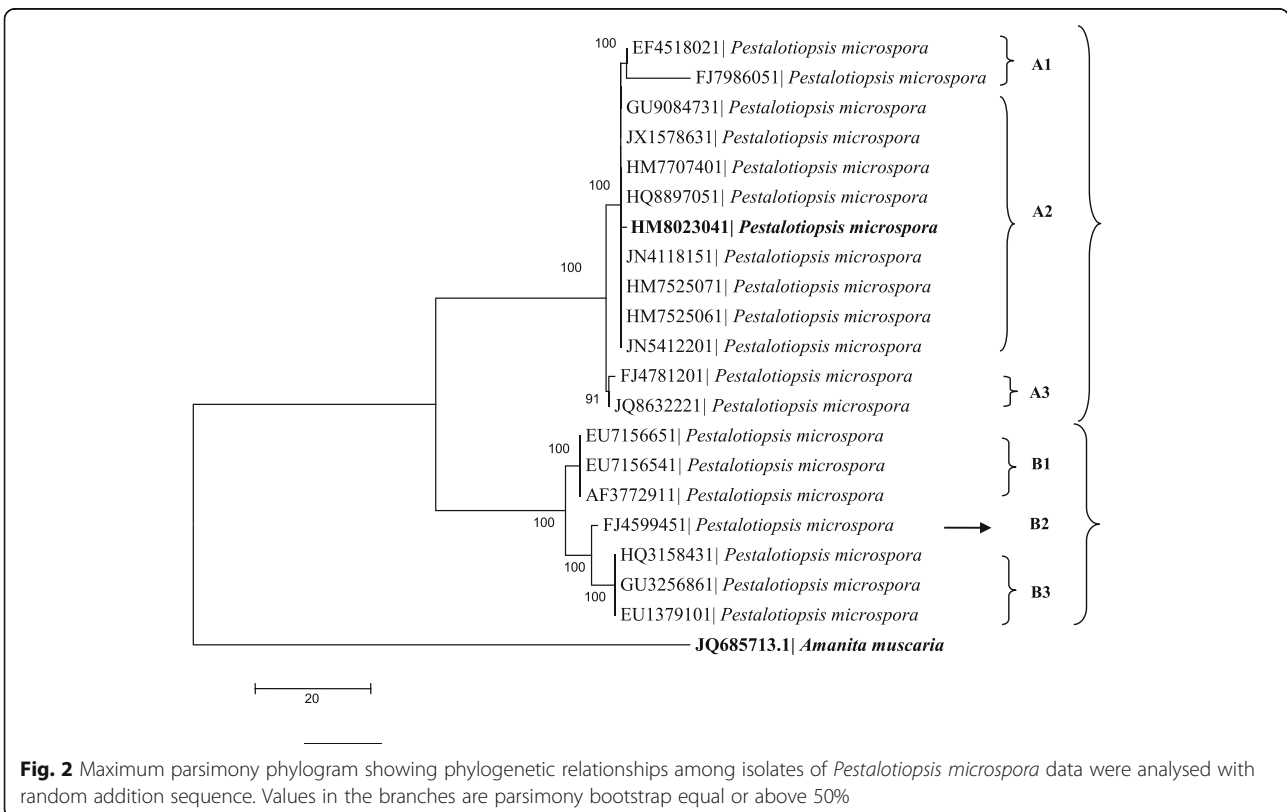 100
EF4518021| Pestalotiopsis microspora
A1
FJ7986051| Pestalotiopsis microspora
GU9084731| Pestalotiopsis microspora
JX1578631| Pestalotiopsis microspora
HM7707401| Pestalotiopsis microspora
100
HQ8897051| Pestalotiopsis microspora
A2
HM8023041| Pestalotiopsis microspora
JN4118151| Pestalotiopsis microspora
100
HM7525071| Pestalotiopsis microspora
HM7525061| Pestalotiopsis microspora
JN5412201| Pestalotiopsis microspora
FJ4781201| Pestalotiopsis microspora
A3
91
JQ8632221| Pestalotiopsis microspora
EU7156651| Pestalotiopsis microspora
100
EU7156541| Pestalotiopsis microspora
B1
AF3772911| Pestalotiopsis microspora
100
FJ4599451| Pestalotiopsis microspora
B2
HQ3158431| Pestalotiopsis microspora
100
GU3256861| Pestalotiopsis microspora
B3
100
EU1379101| Pestalotiopsis microspora
JQ685713.1| Amanita muscaria
20
Fig. 2 Maximum parsimony phylogram showing phylogenetic relationships among isolates of Pestalotiopsis microspora data were analysed with
random addition sequence. Values in the branches are parsimony bootstrap equal or above 50%